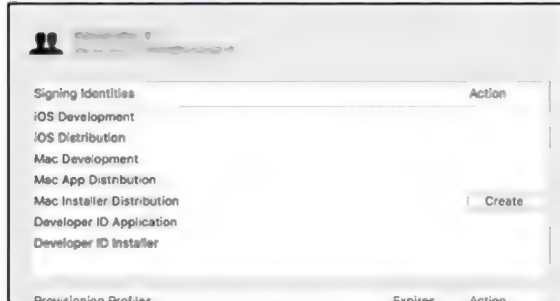 Signing Identities Action
iOS Development
iOS Distribution
Mac Development
Mac App Distribution
Mac Installer Distribution Create
Developer ID Application
Developer ID Installer
Provisioning Profiles Expires Action